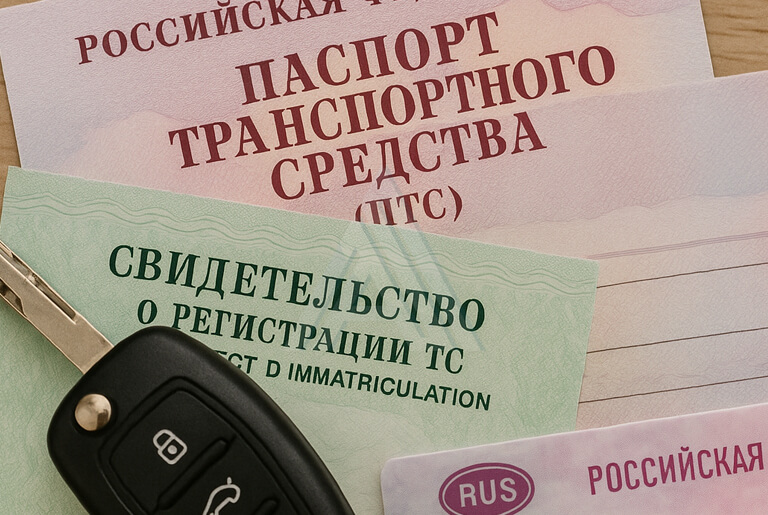 РОССИЙСКАЯ
ПАСПОРТ
ТРАНСПОРТНОГО
СРЕДСТВА
(ПТС)
СВИДЕТЕЛЬСТВО
О РЕГИСТРАЦИИ ТС
D IMMATRICULATION
RUS
РОССИЙСКАЯ